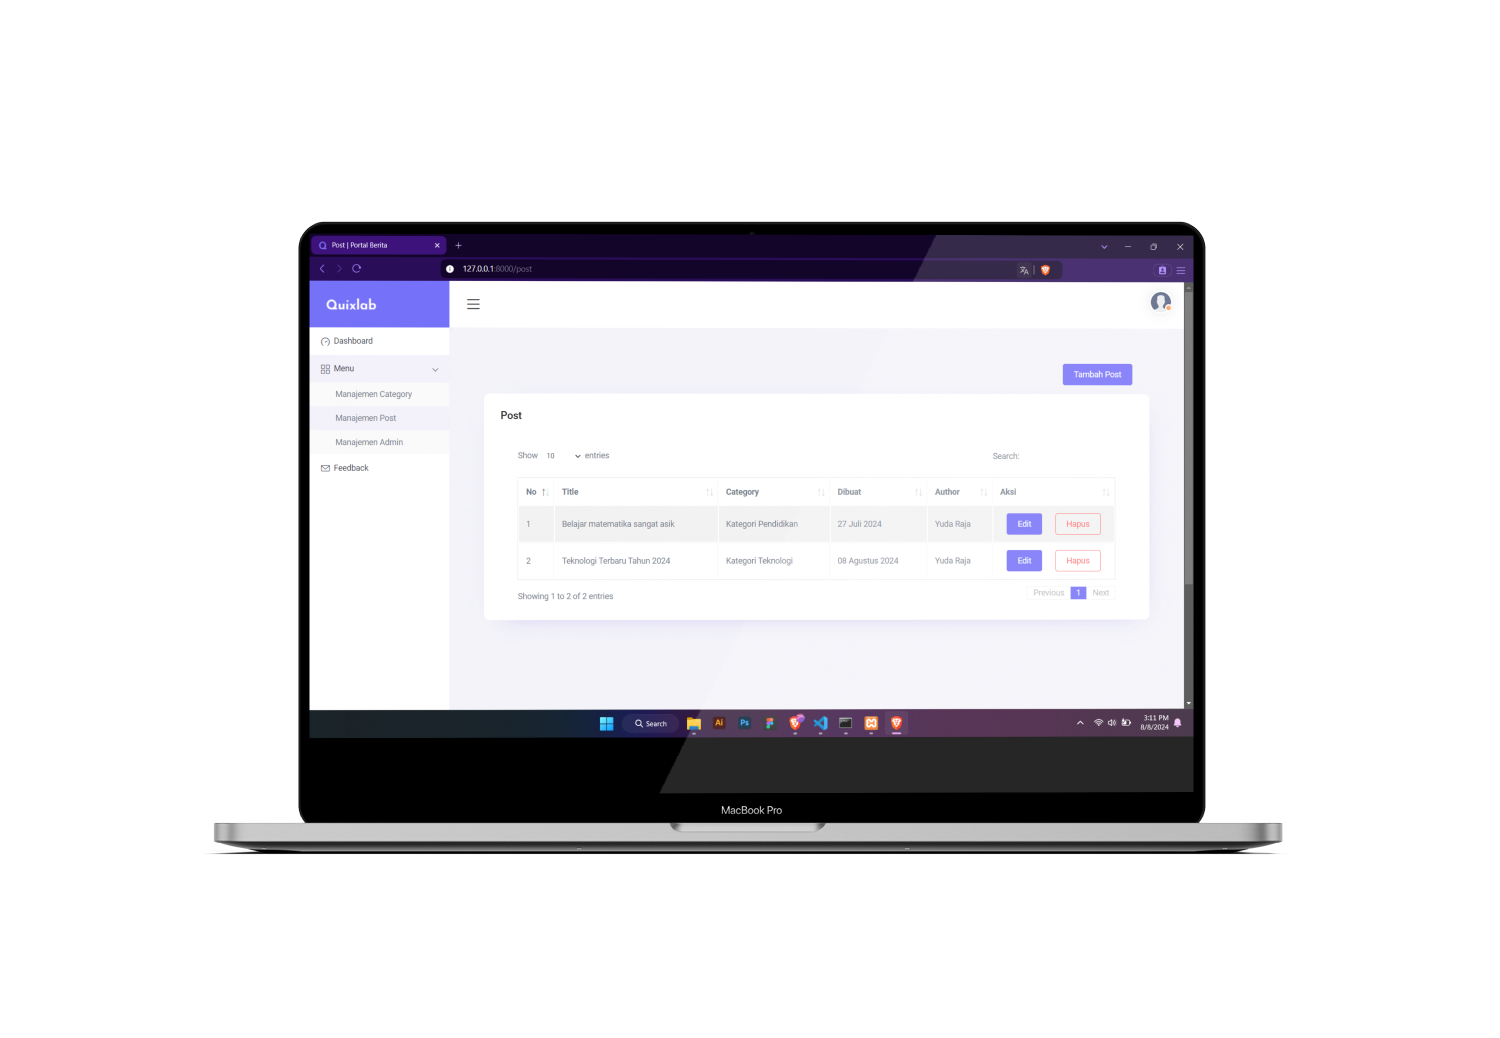 Post | Portal Berita
127.0.0.1:8000/post
Quixlab
Dashboard
Menu
Manajemen Category
Manajemen Post
Manajemen Admin
Feedback
Tambah Post
Post
Show 10 entries
Search:
No Title Category Dibuat Author Aksi
1 Belajar matematika sangat asik Kategori Pendidikan 27 Juli 2024 Yuda Raja Edit Hapus
2 Teknologi Terbaru Tahun 2024 Kategori Teknologi 08 Agustus 2024 Yuda Raja Edit Hapus
Showing 1 to 2 of 2 entries
Previous 1 Next
Search
Ai
Ps
3:11 PM
8/8/2024
MacBook Pro